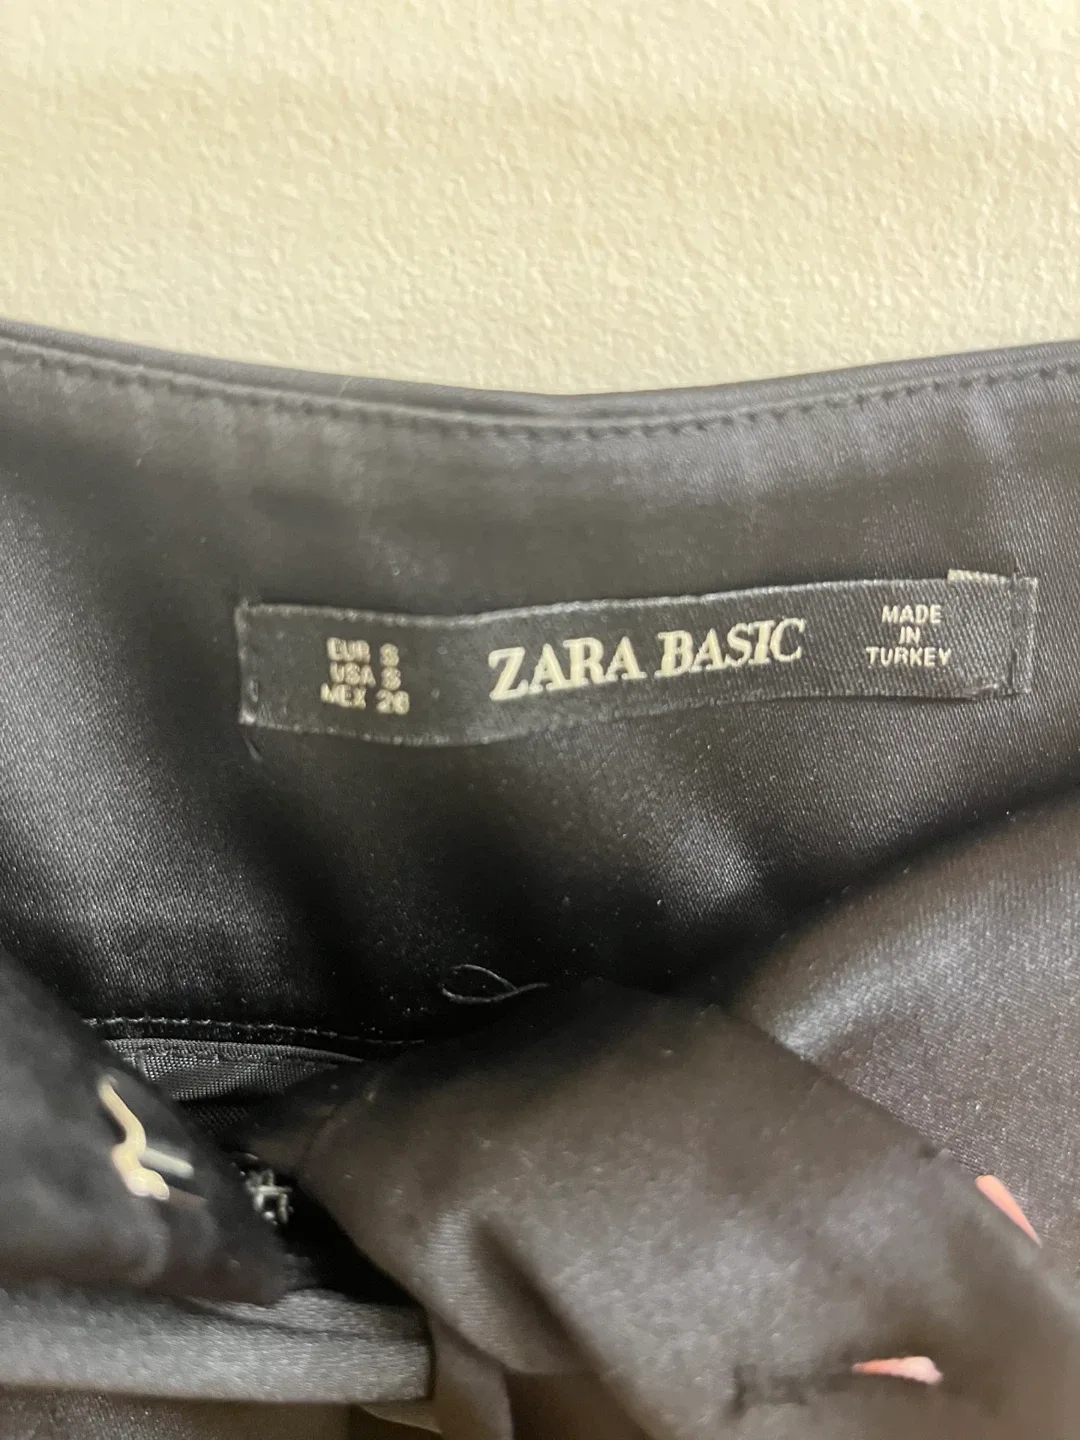 EUR S
USA S
MEX 26
ZARA BASIC
MADE
IN
TURKEY